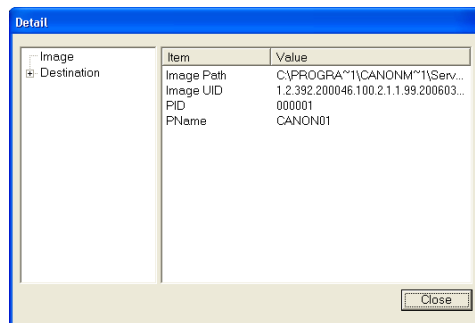 Detail
Image
Destination
Item Value
Image Path C:\PROGRA~1\CANONM~1\Serv...
Image UID 1.2.392.200046.100.2.1.1.99.200603...
PID 000001
PName CANON01
Close